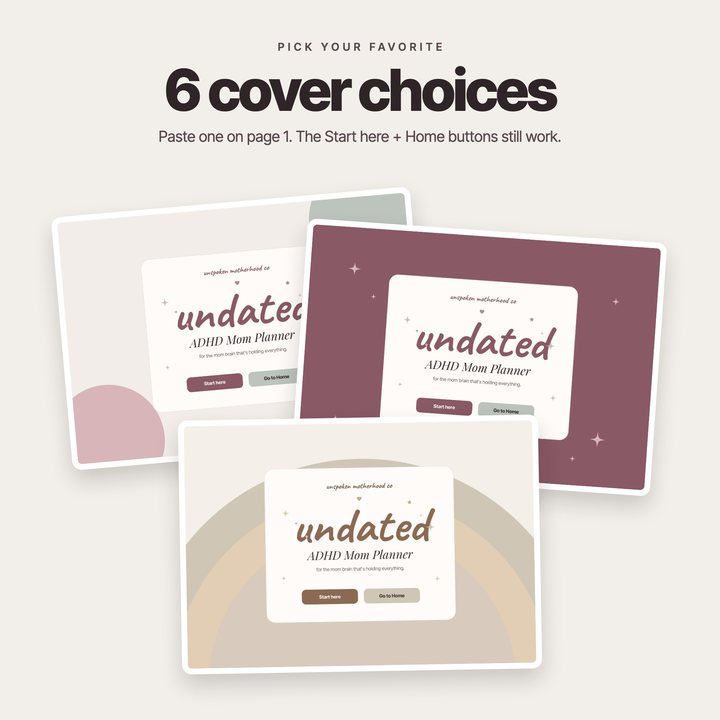 PICK YOUR FAVORITE
6 cover choices
Paste one on page 1. The Start here + Home buttons still work.
unspoken motherhood co
undated
ADHD Mom Planner
for the mom brain that's holding everything.
Start here
Go to Home
unspoken motherhood co
undated
ADHD Mom Planner
for the mom brain that's holding everything.
Start here
Go to Home
unspoken motherhood co
undated
ADHD Mom Planner
for the mom brain that's holding everything.
Start here
Go to Home